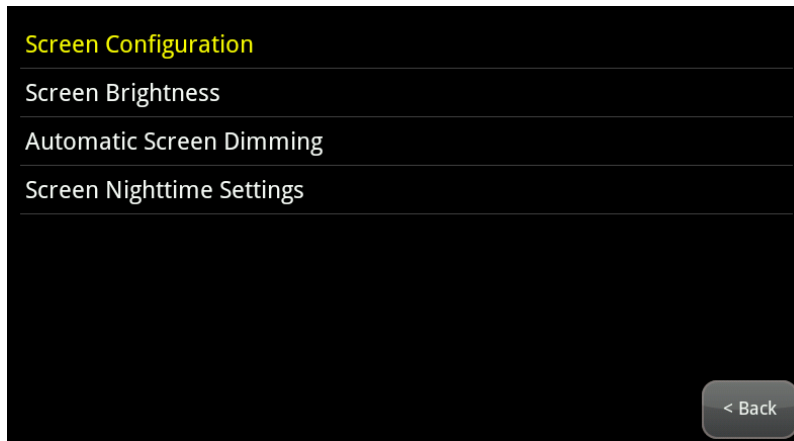 Screen Configuration
Screen Brightness
Automatic Screen Dimming
Screen Nighttime Settings
< Back